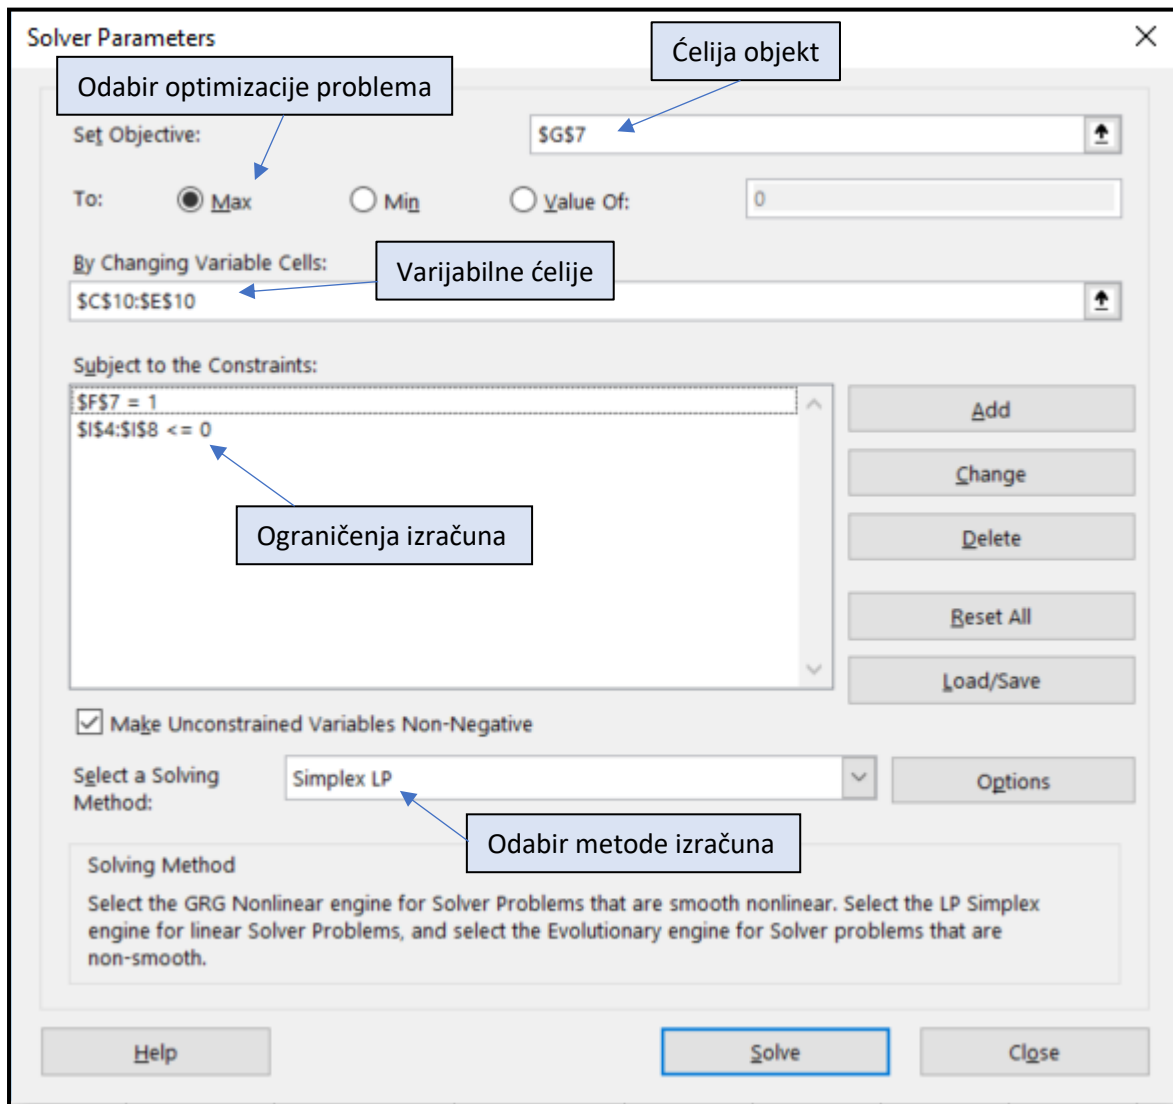 Solver Parameters
Ćelija objekt
Odabir optimizacije problema
Set Objective:
$G$7
To:
Max
Min
Value Of:
0
By Changing Variable Cells:
Varijabilne ćelije
$C$10:$E$10
Subject to the Constraints:
$F$7 = 1
$I$4:$I$8 <= 0
Ograničenja izračuna
Add
Change
Delete
Reset All
Load/Save
Make Unconstrained Variables Non-Negative
Select a Solving
Method:
Simplex LP
Options
Odabir metode izračuna
Solving Method
Select the GRG Nonlinear engine for Solver Problems that are smooth nonlinear. Select the LP Simplex
engine for linear Solver Problems, and select the Evolutionary engine for Solver problems that are
non-smooth.
Help
Solve
Close